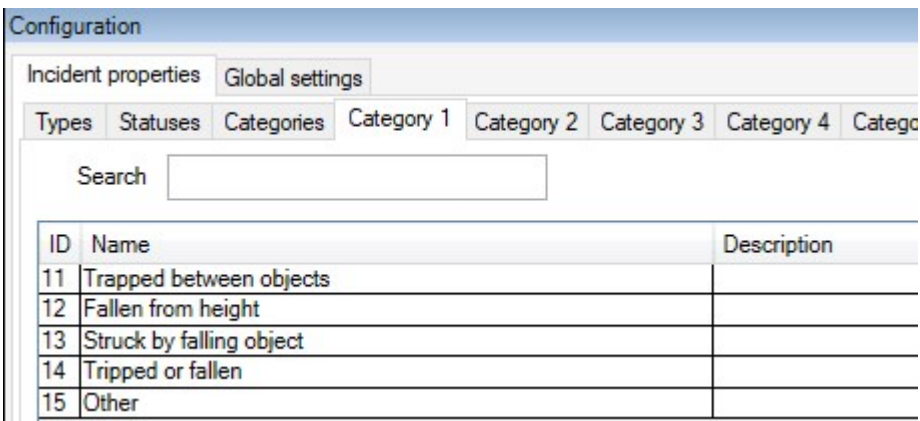 Configuration
Incident properties Global settings
Types Statuses Categories Category 1 Category 2 Category 3 Category 4
Search
ID Name Description
11 Trapped between objects
12 Fallen from height
13 Struck by falling object
14 Tripped or fallen
15 Other